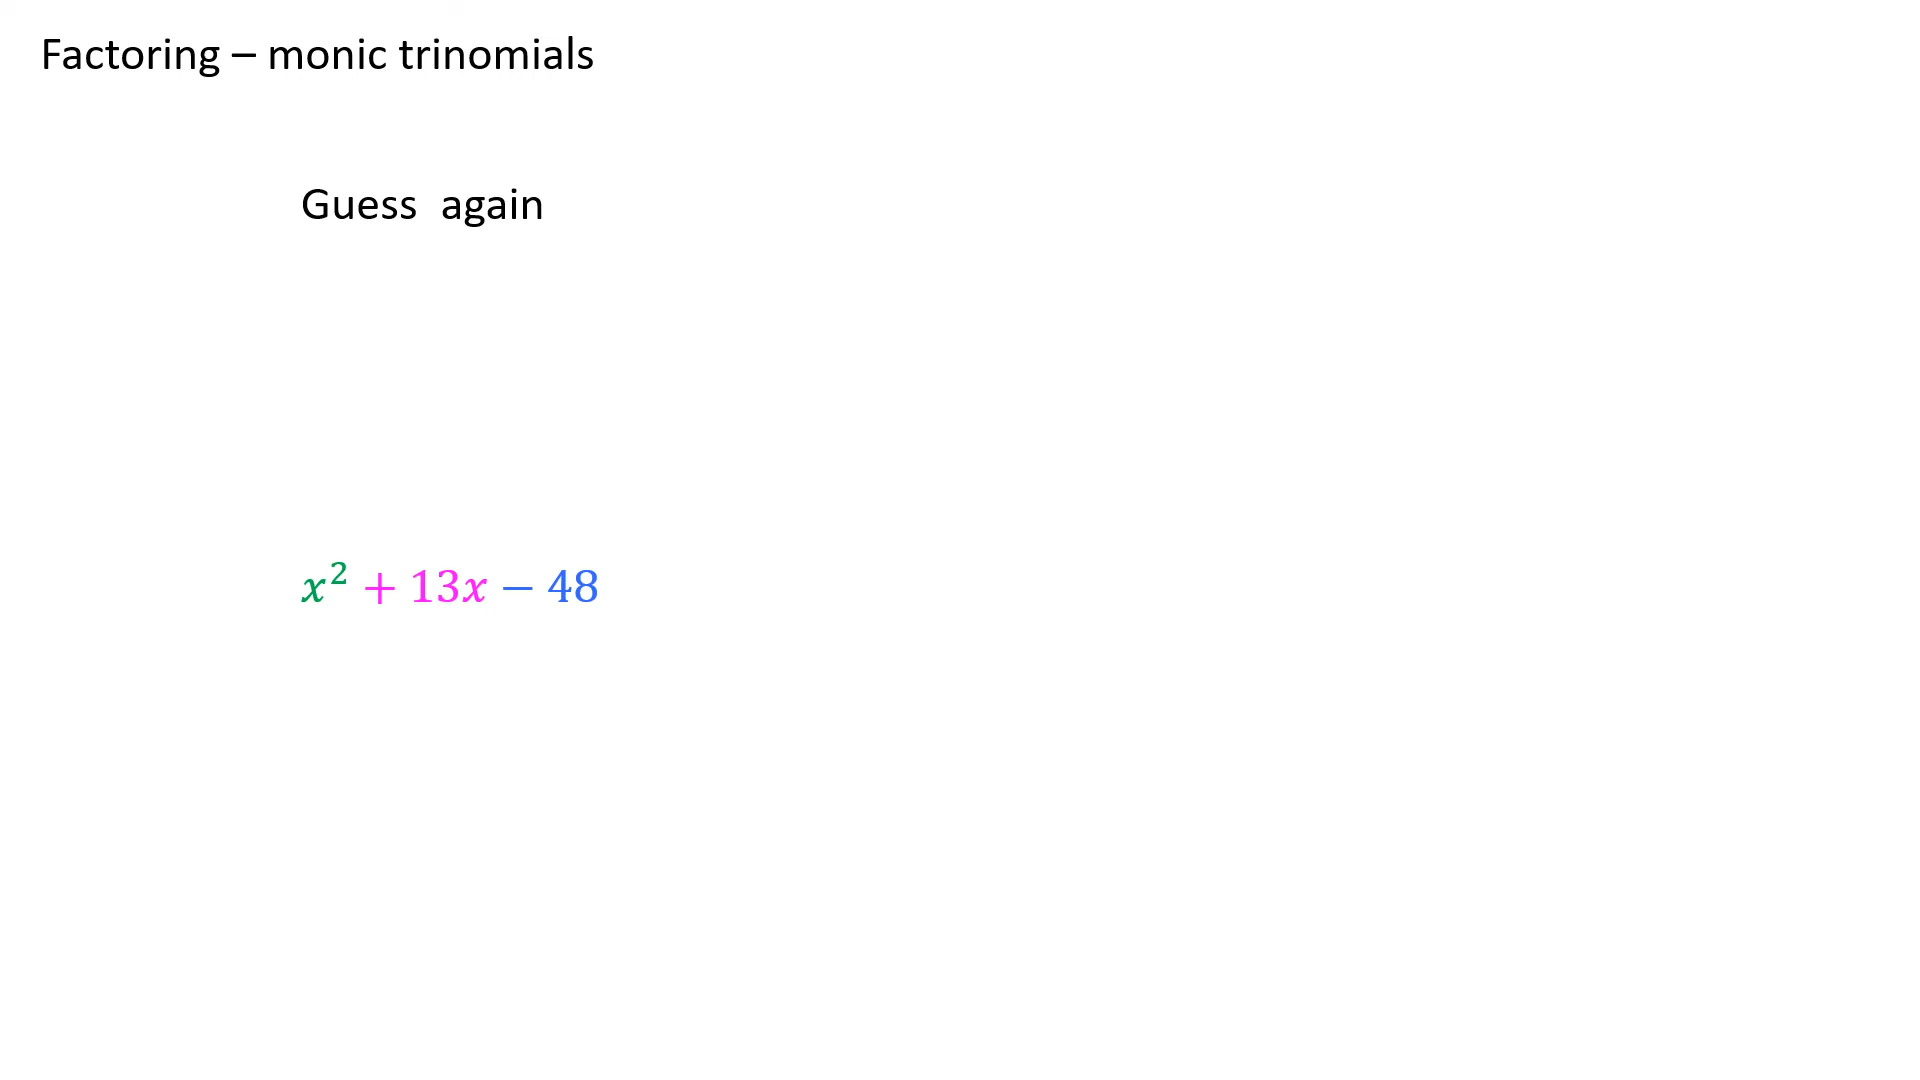 Factoring – monic trinomials
Guess  again
x² + 13x − 48